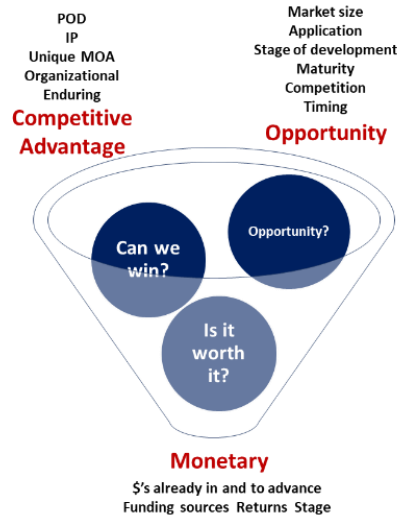 POD
IP
Unique MOA
Organizational
Enduring
Competitive
Advantage
Market size
Application
Stage of development
Maturity
Competition
Timing
Opportunity
Can we
win?
Opportunity?
Is it
worth
it?
Monetary
$'s already in and to advance
Funding sources Returns Stage